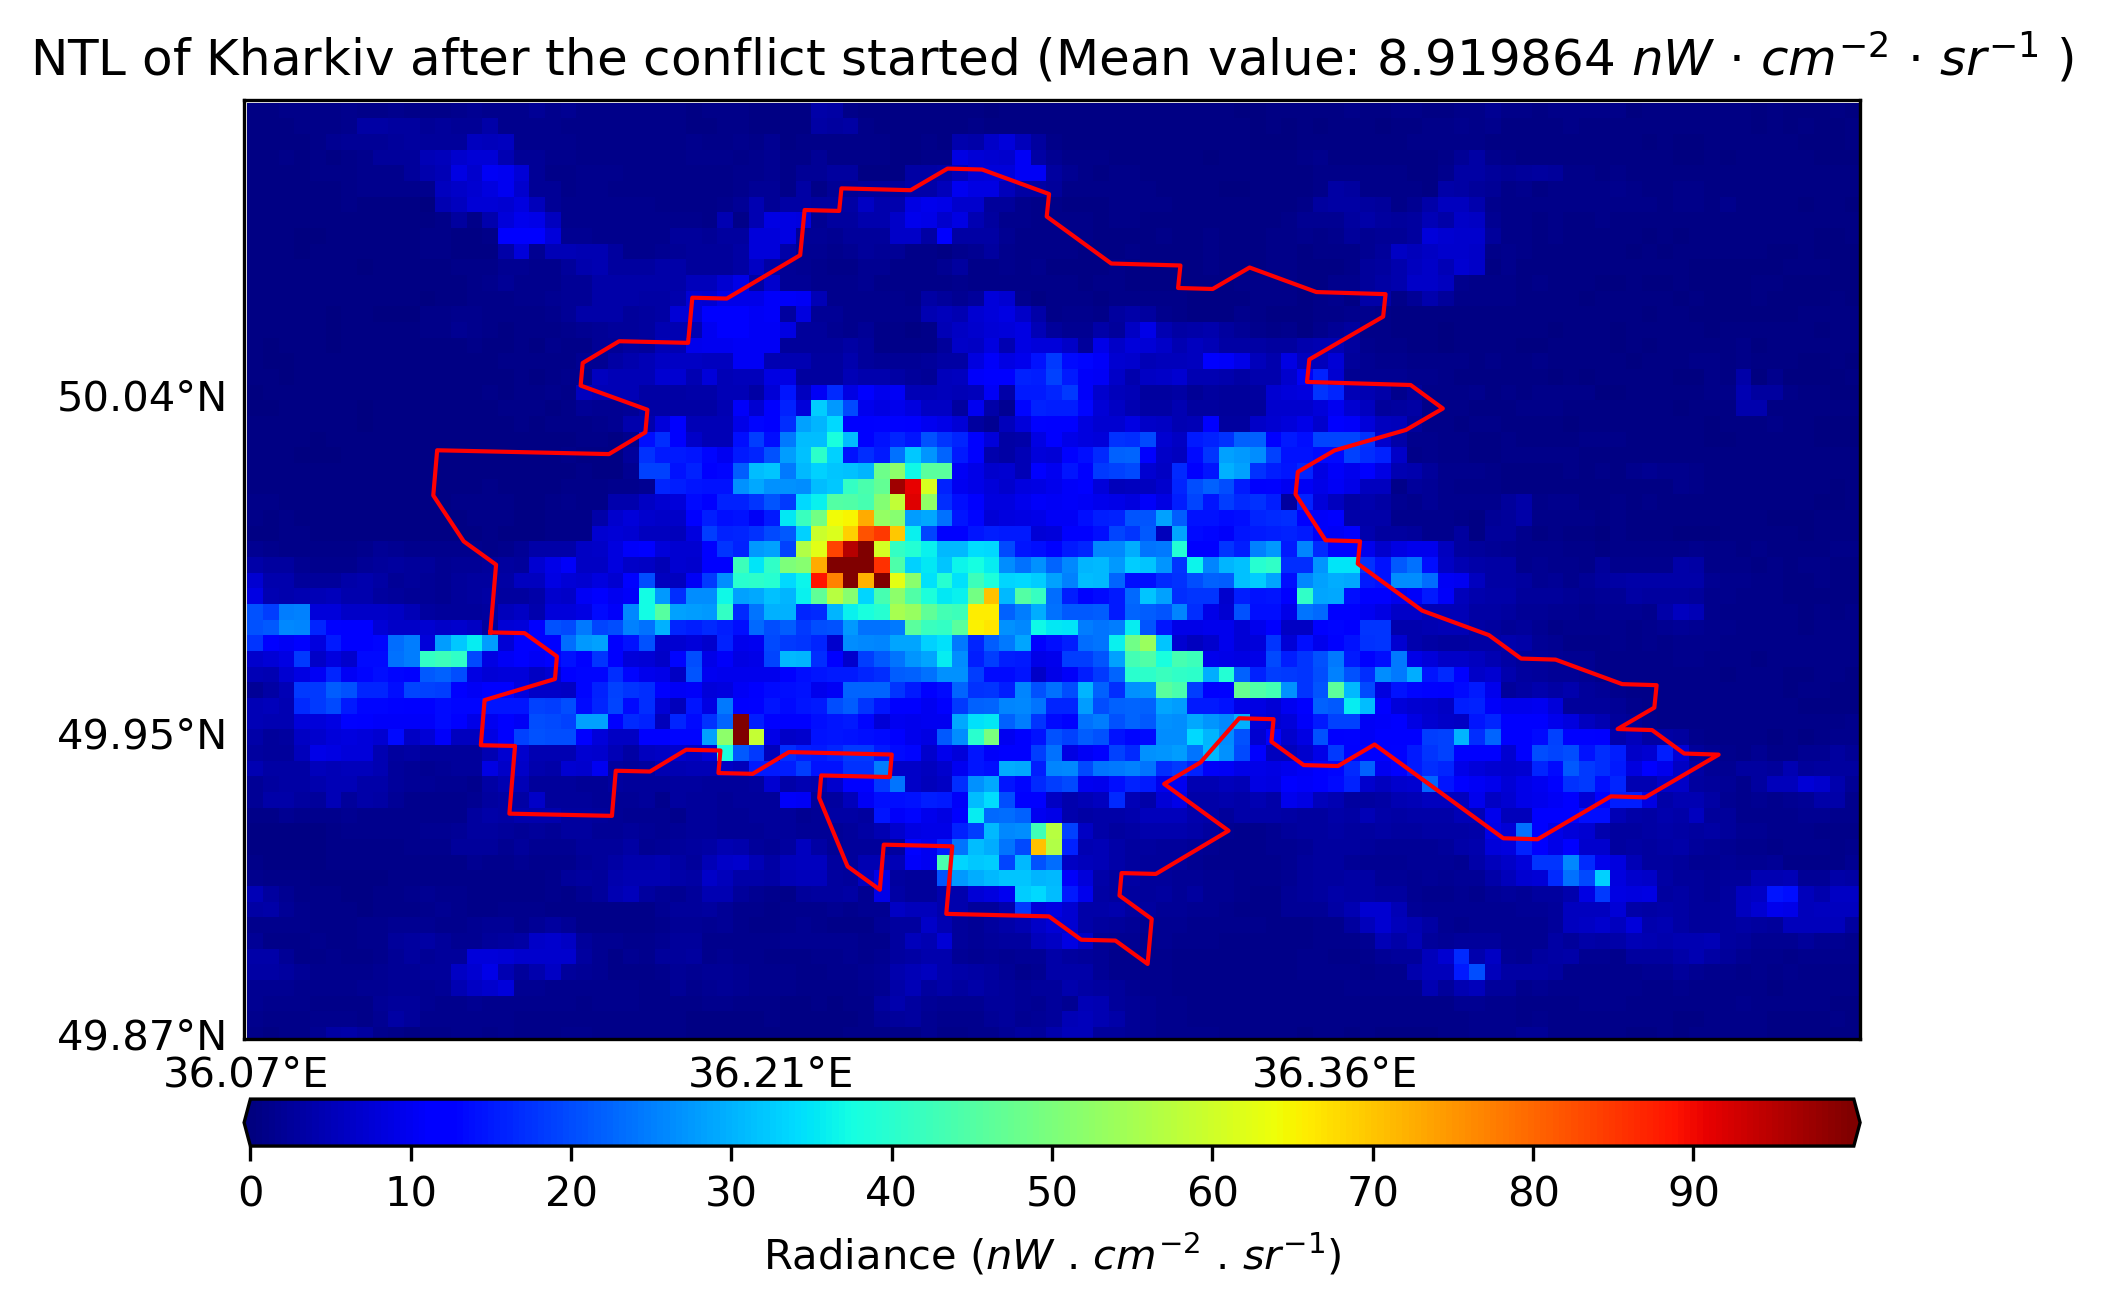 NTL of Kharkiv after the conflict started (Mean value: 8.919864 nW · cm⁻² · sr⁻¹ )
50.04°N
49.95°N
49.87°N
36.07°E 36.21°E 36.36°E
0 10 20 30 40 50 60 70 80 90
Radiance (nW . cm⁻² . sr⁻¹)